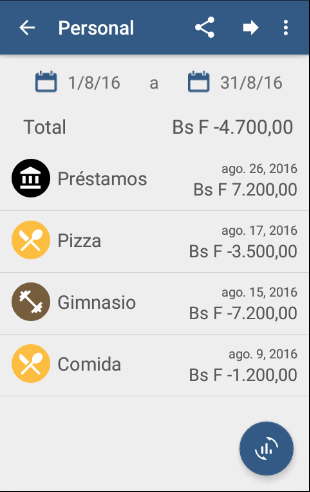 Personal
1/8/16 a 31/8/16
Total Bs F -4.700,00
ago. 26, 2016
Préstamos Bs F 7.200,00
ago. 17, 2016
Pizza Bs F -3.500,00
ago. 15, 2016
Gimnasio Bs F -7.200,00
ago. 9, 2016
Comida Bs F -1.200,00